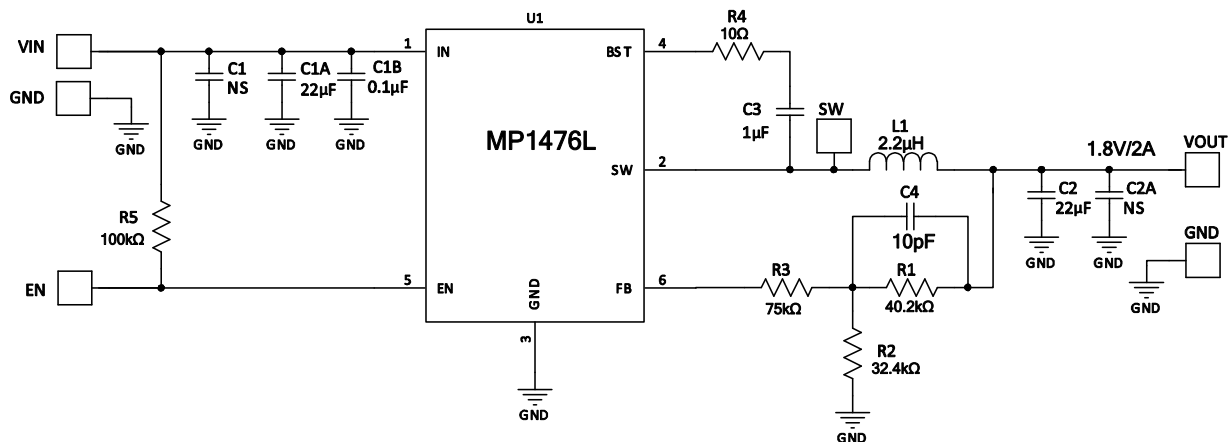 U1
VIN
GND
GND
C1
NS
GND
C1A
22µF
GND
C1B
0.1µF
GND
1
IN
MP1476L
BST
4
R4
10Ω
C3
1µF
SW
SW
2
L1
2.2µH
1.8V/2A
VOUT
C2
22µF
GND
C2A
NS
GND
GND
GND
C4
10pF
R5
100kΩ
EN
5
EN
GND
3
GND
FB
6
R3
75kΩ
R1
40.2kΩ
R2
32.4kΩ
GND